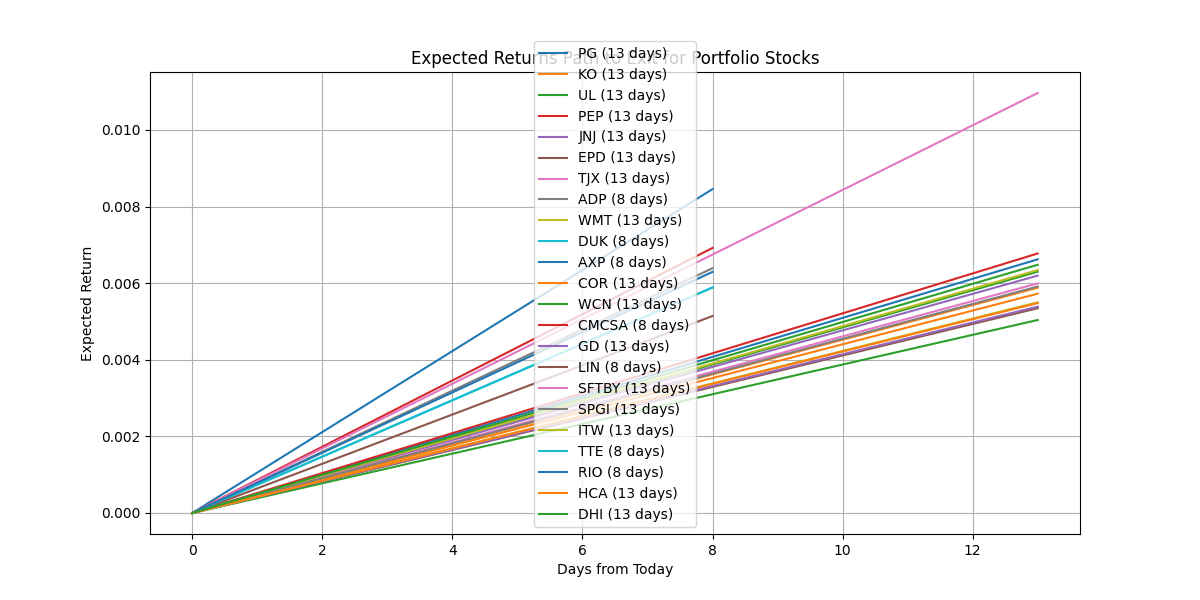 Expected Returns Path to Exit for Portfolio Stocks
PG (13 days)
KO (13 days)
UL (13 days)
PEP (13 days)
JNJ (13 days)
EPD (13 days)
TJX (13 days)
ADP (8 days)
WMT (13 days)
DUK (8 days)
AXP (8 days)
COR (13 days)
WCN (13 days)
CMCSA (8 days)
GD (13 days)
LIN (8 days)
SFTBY (13 days)
SPGI (13 days)
ITW (13 days)
TTE (8 days)
RIO (8 days)
HCA (13 days)
DHI (13 days)
Expected Return
0.010
0.008
0.006
0.004
0.002
0.000
0 2 4 6 8 10 12
Days from Today